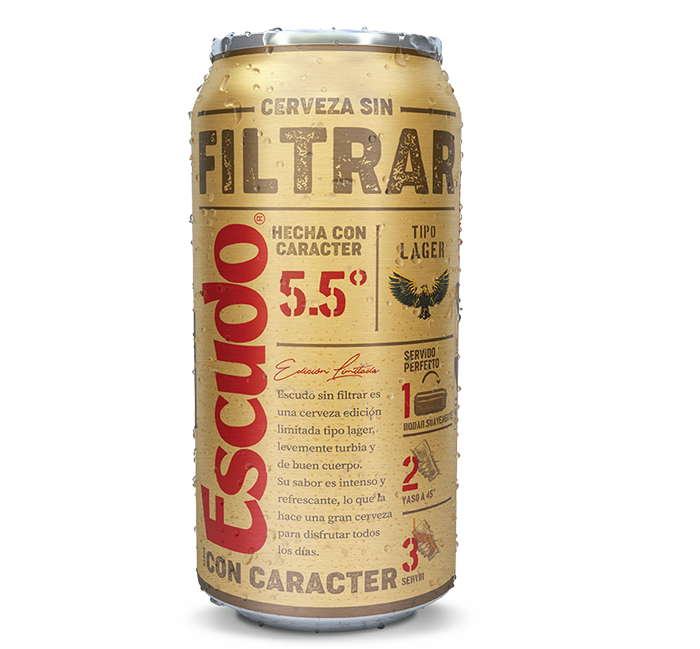 CERVEZA SIN
FILTRAR
Escudo®
HECHA CON
CARACTER
5.5°
TIPO
LAGER
Edición Limitada
Escudo sin filtrar es
una cerveza edición
limitada tipo lager,
levemente turbia y
de buen cuerpo.
Su sabor es intenso y
refrescante, lo que la
hace una gran cerveza
para disfrutar todos
los días.
SERVIDO
PERFECTO
1
RODAR SUAVEMENTE
2
VASO A 45°
3
SERVIR
CON CARACTER